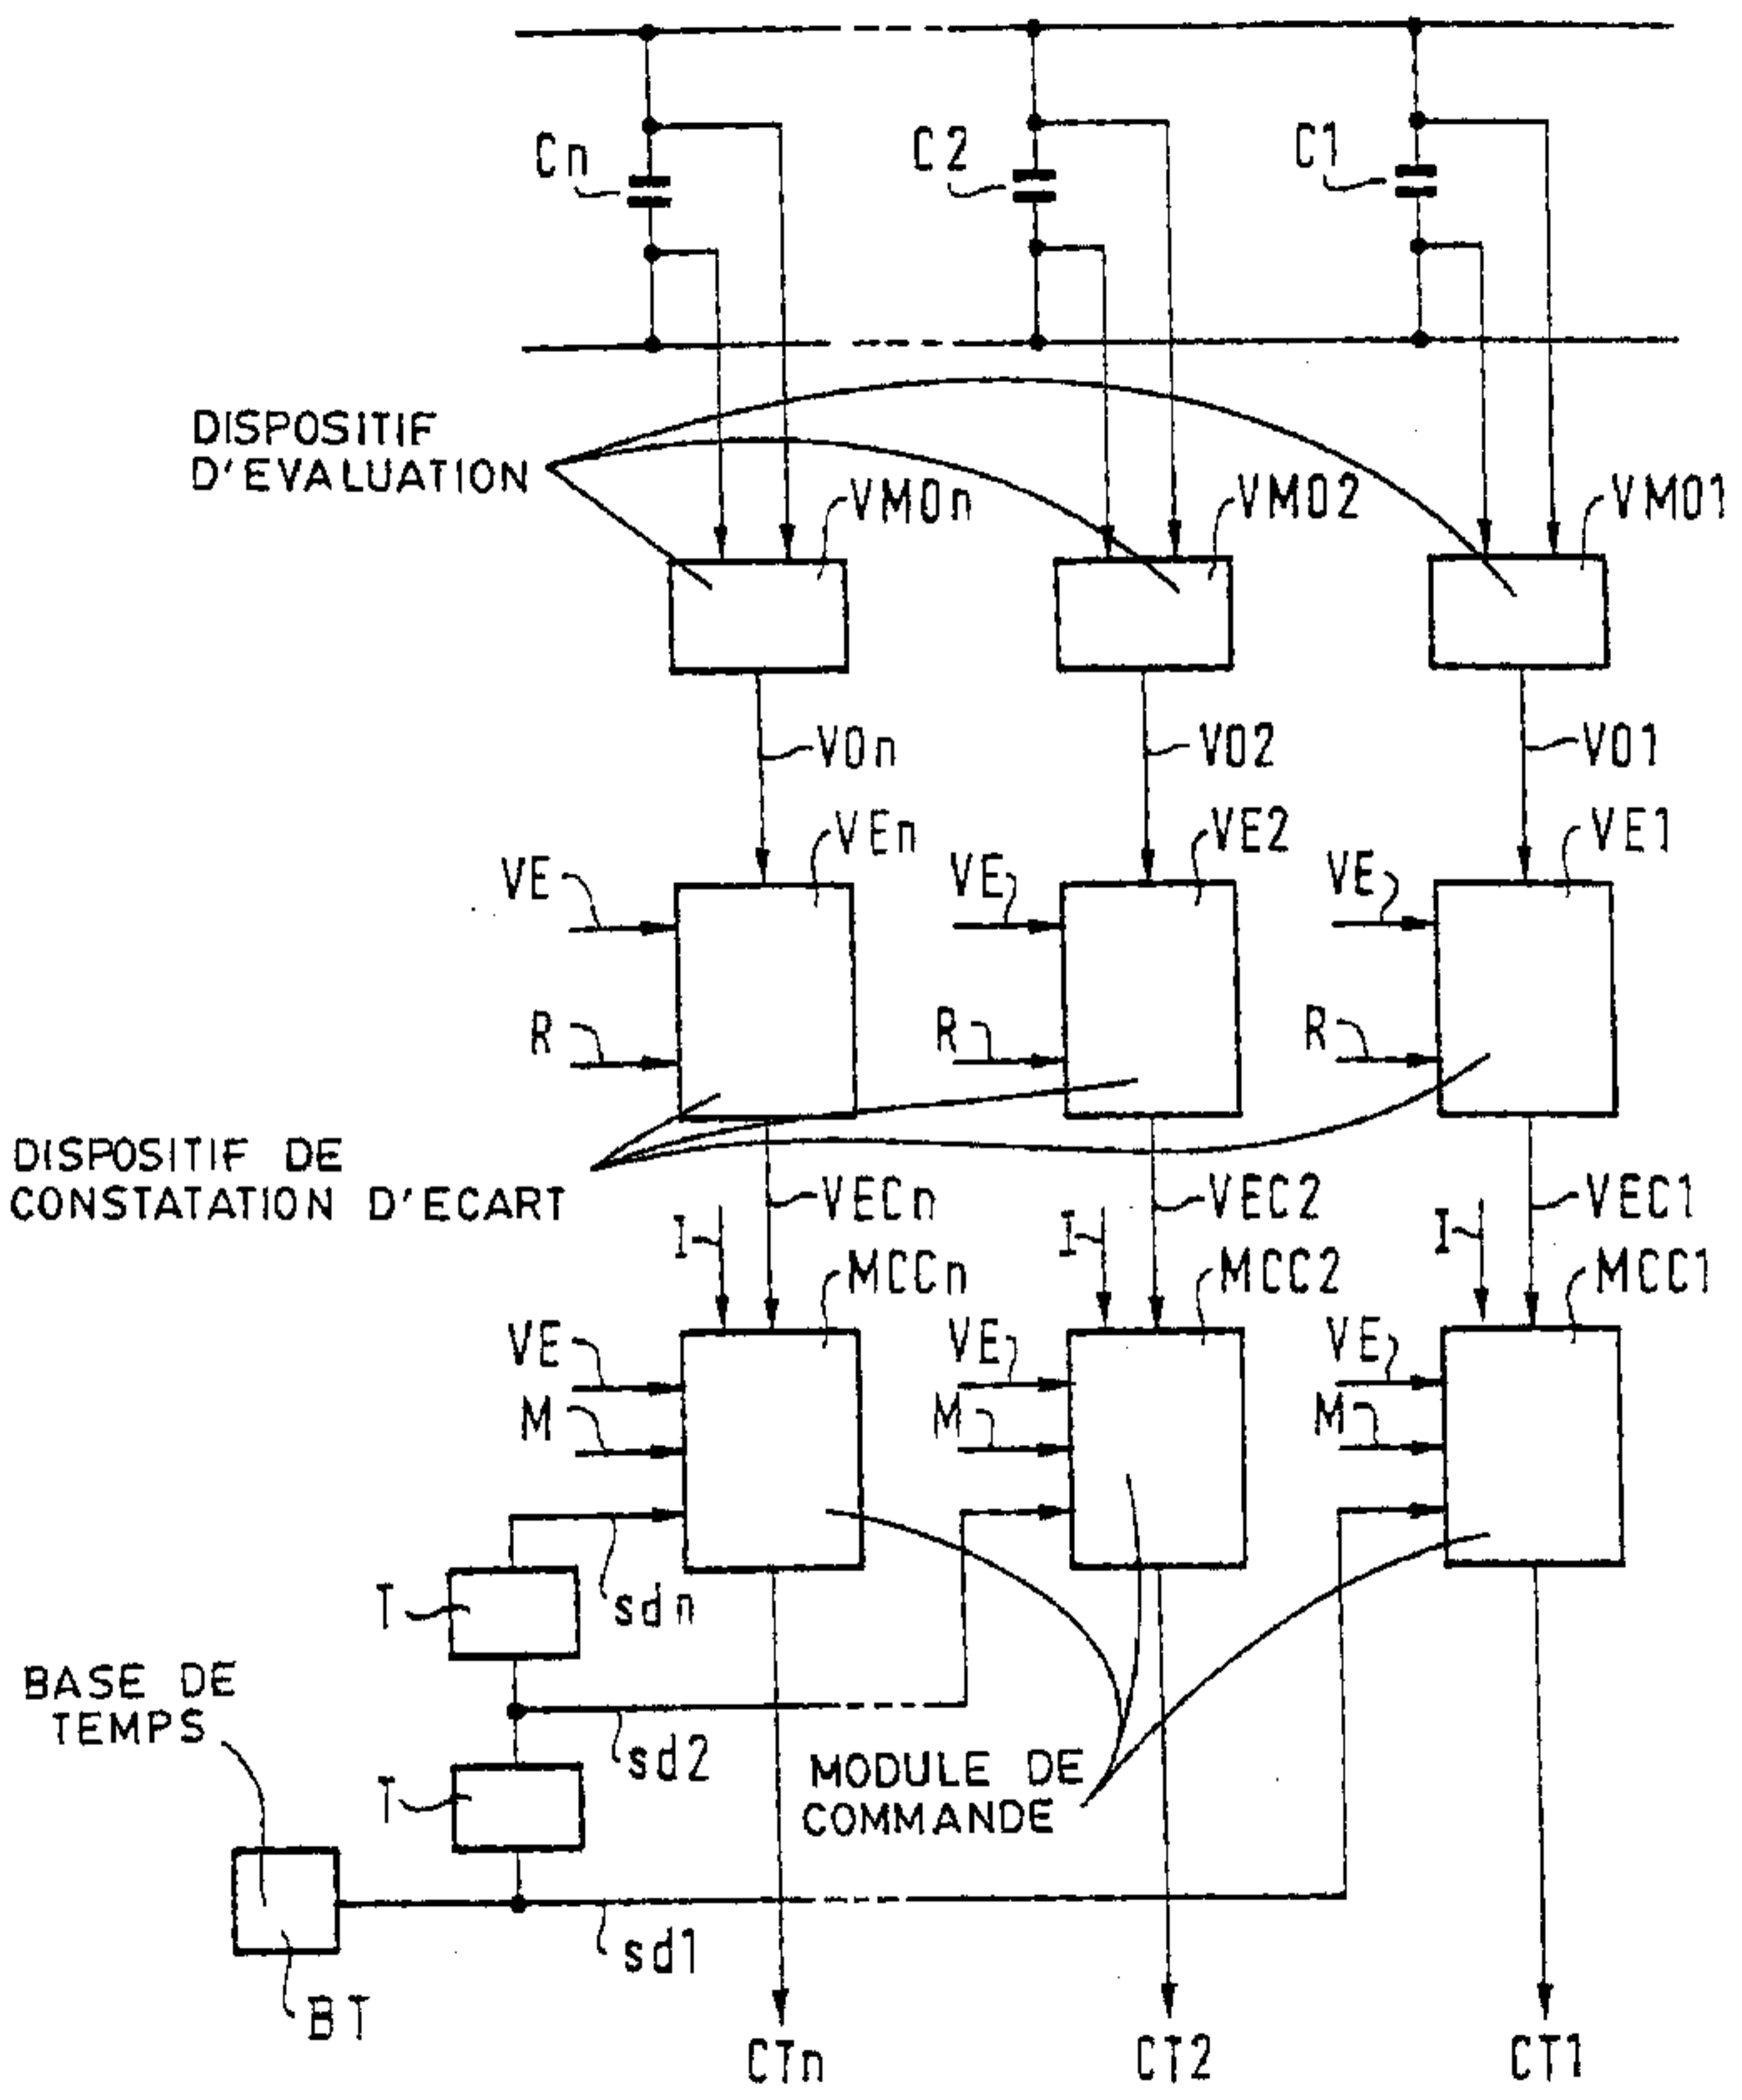 Cn C2 C1
DISPOSITIF
D'EVALUATION
VM0n VM02 VM01
V0n V02 V01
VEn VE2 VE1
VE VE VE
R R R
DISPOSITIF DE
CONSTATATION D'ECART
VECn VEC2 VEC1
I I I
MCCn MCC2 MCC1
VE VE VE
M M M
T sdn
BASE DE
TEMPS
sd2
T
MODULE DE
COMMANDE
sd1
BT
CTn CT2 CT1